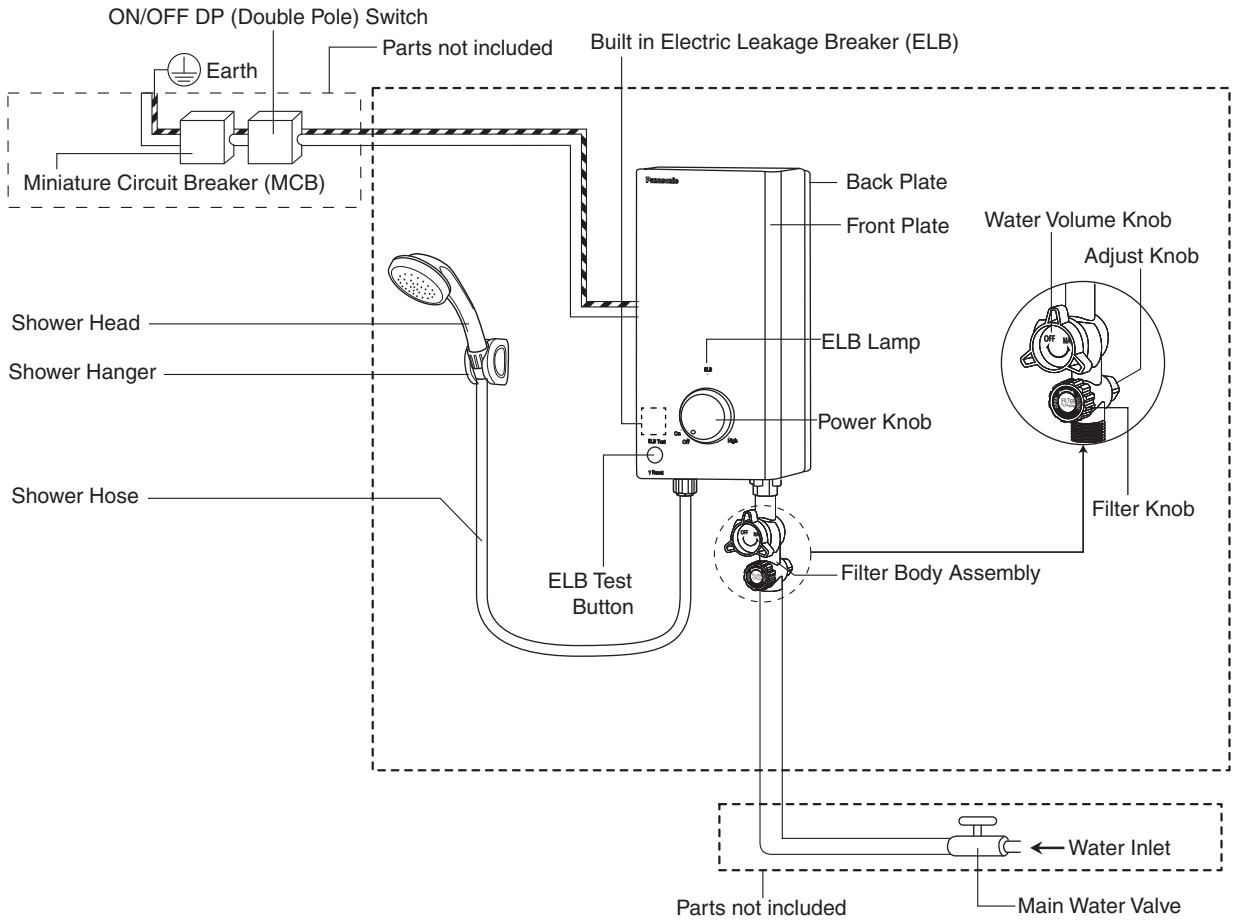 ON/OFF DP (Double Pole) Switch
Parts not included
Built in Electric Leakage Breaker (ELB)
Earth
Miniature Circuit Breaker (MCB)
Panasonic
Back Plate
Front Plate
Water Volume Knob
Adjust Knob
Shower Head
Shower Hanger
ELB Lamp
ELB
OFF
Power Knob
FILTER
On
Off
High
ELB Test
Reset
Shower Hose
Filter Knob
OFF
ELB Test
Button
Filter Body Assembly
Water Inlet
Parts not included
Main Water Valve